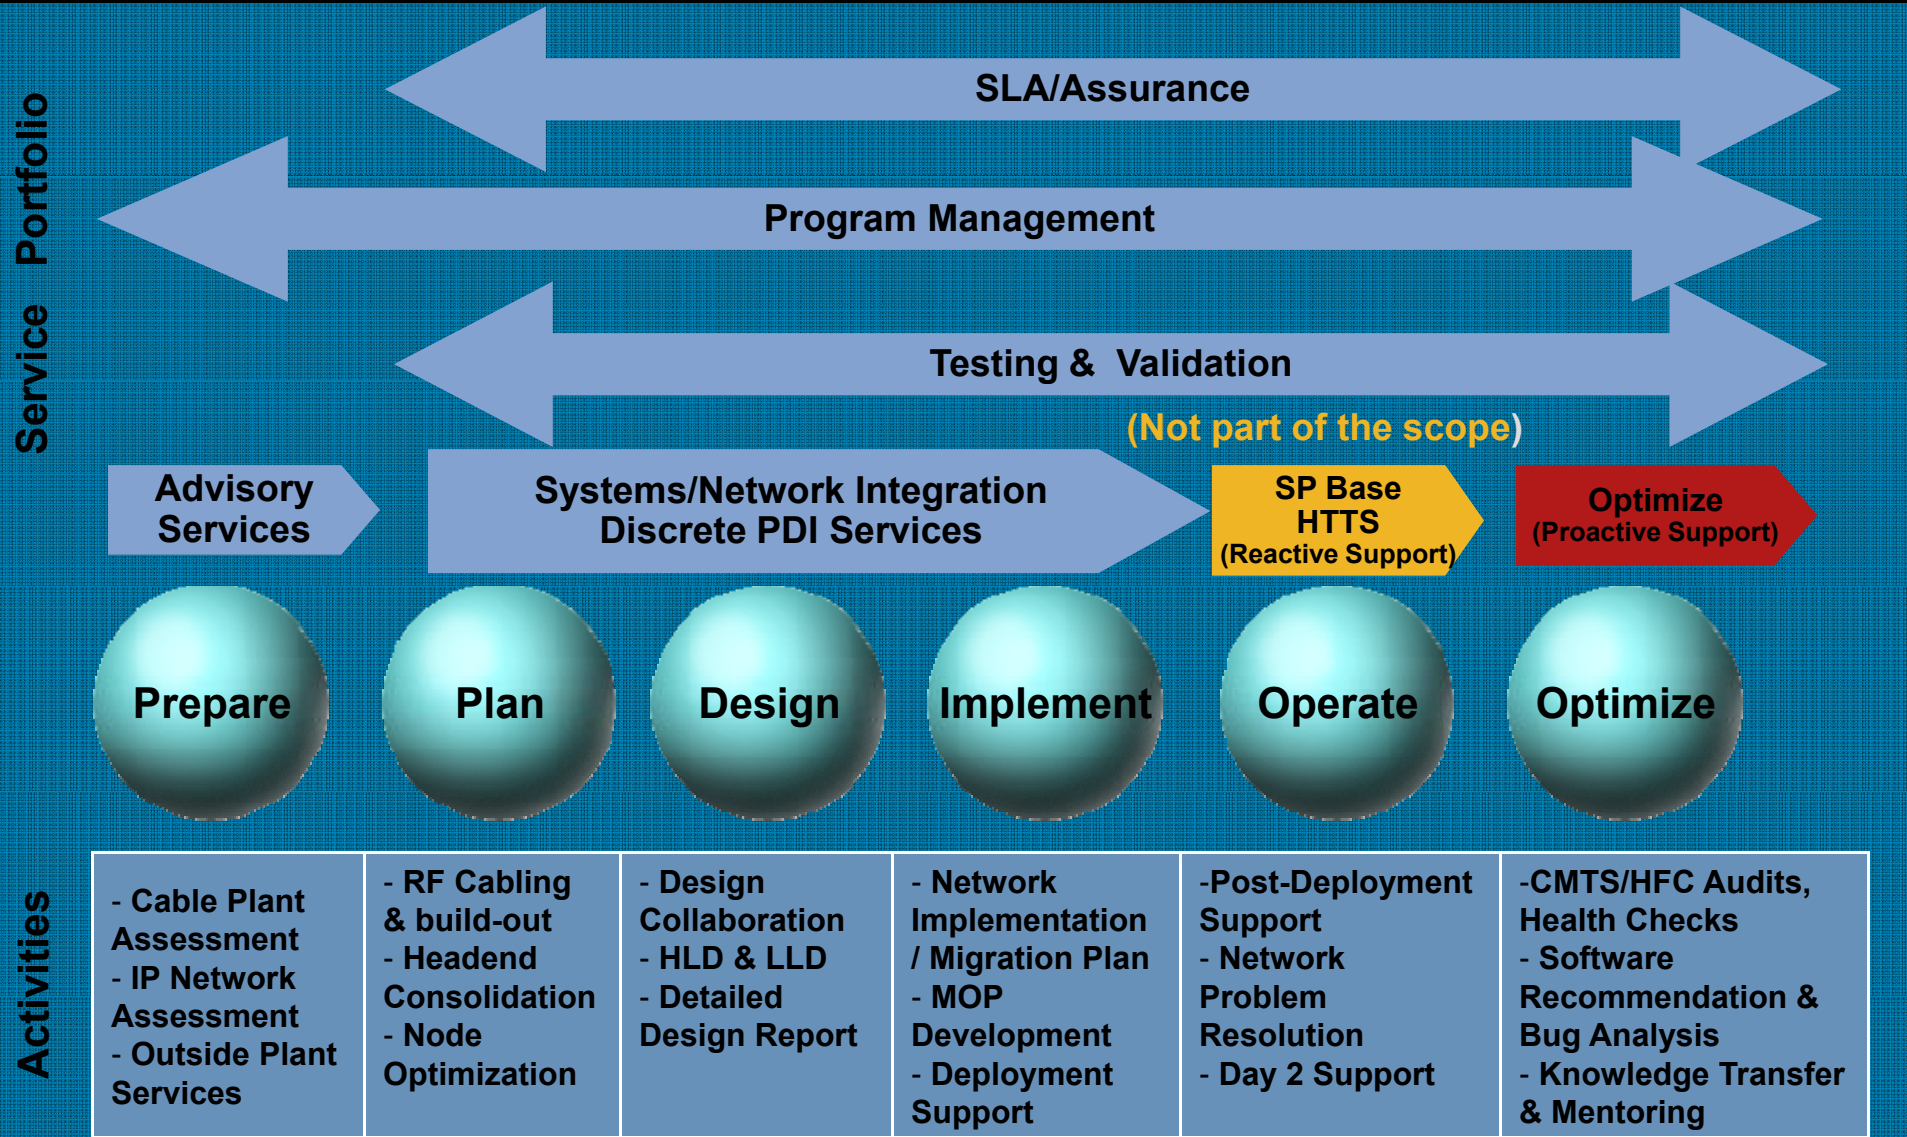 Service Portfolio
SLA/Assurance
Program Management
Testing & Validation
(Not part of the scope)
Advisory
Services
Systems/Network Integration
Discrete PDI Services
SP Base
HTTS
(Reactive Support)
Optimize
(Proactive Support)
Prepare
Plan
Design
Implement
Operate
Optimize
Activities
- Cable Plant
Assessment
- IP Network
Assessment
- Outside Plant
Services
- RF Cabling
& build-out
- Headend
Consolidation
- Node
Optimization
- Design
Collaboration
- HLD & LLD
- Detailed
Design Report
- Network
Implementation
/ Migration Plan
- MOP
Development
- Deployment
Support
-Post-Deployment
Support
- Network
Problem
Resolution
- Day 2 Support
-CMTS/HFC Audits,
Health Checks
- Software
Recommendation &
Bug Analysis
- Knowledge Transfer
& Mentoring